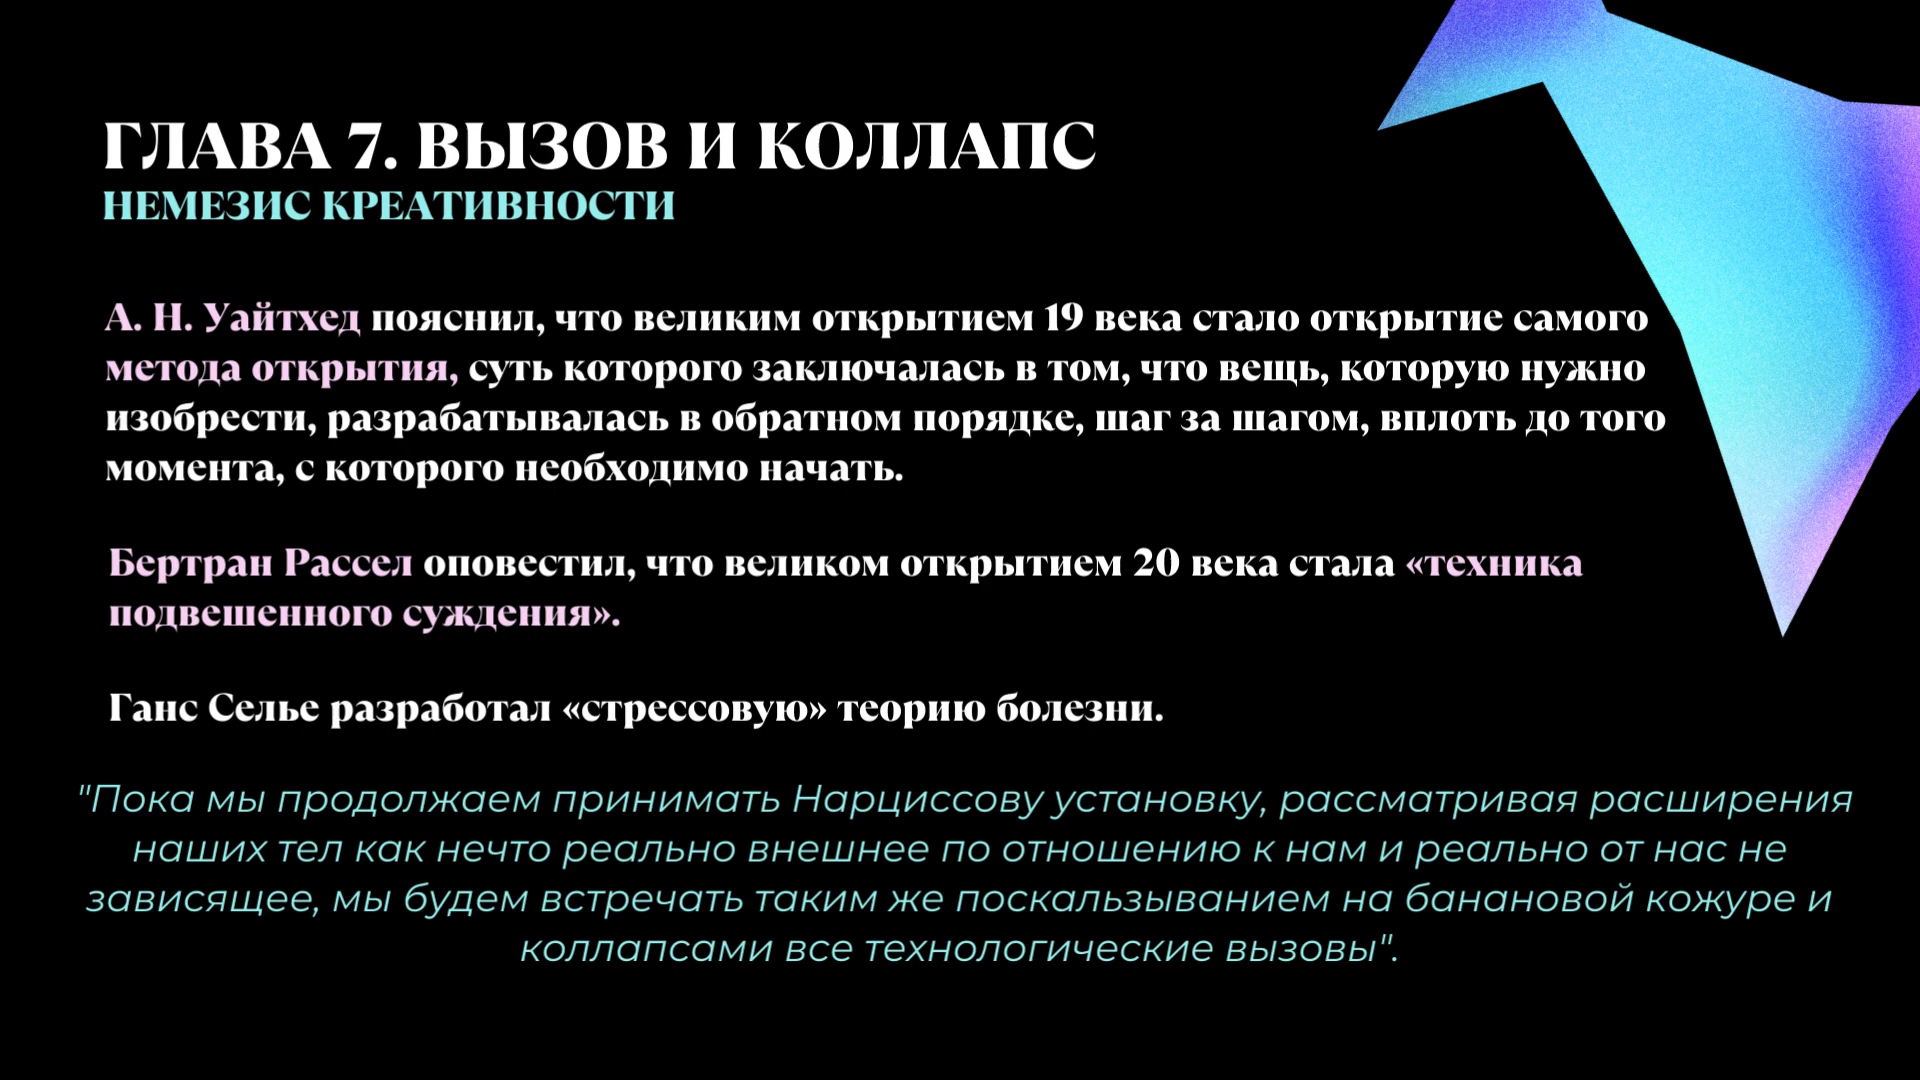 ГЛАВА 7. ВЫЗОВ И КОЛЛАПС
НЕМЕЗИС КРЕАТИВНОСТИ
А. Н. Уайтхед пояснил, что великим открытием 19 века стало открытие самого
метода открытия, суть которого заключалась в том, что вещь, которую нужно
изобрести, разрабатывалась в обратном порядке, шаг за шагом, вплоть до того
момента, с которого необходимо начать.
Бертран Рассел оповестил, что великом открытием 20 века стала «техника
подвешенного суждения».
Ганс Селье разработал «стрессовую» теорию болезни.
"Пока мы продолжаем принимать Нарциссову установку, рассматривая расширения
наших тел как нечто реально внешнее по отношению к нам и реально от нас не
зависящее, мы будем встречать таким же поскальзыванием на банановой кожуре и
коллапсами все технологические вызовы".